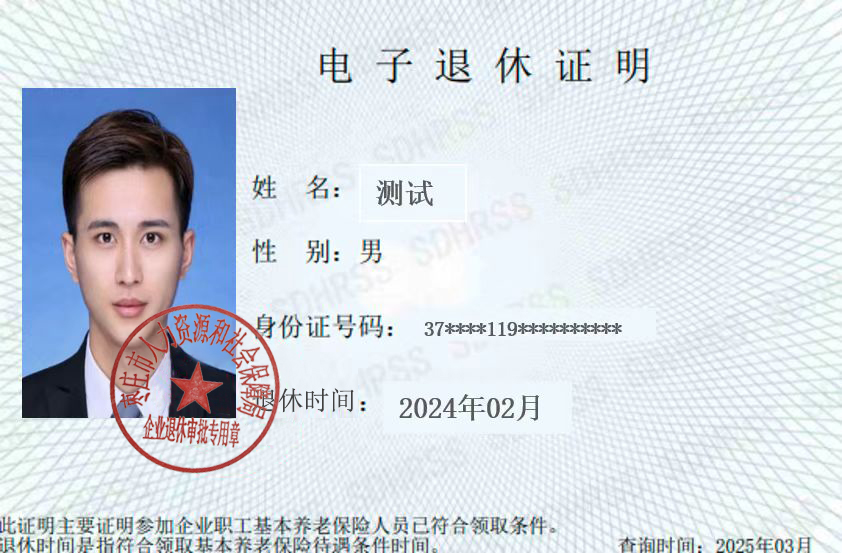 电子退休证明
姓 名： 测试
性 别：男
身份证号码： 37****119**********
退休时间： 2024年02月
枣庄市人力资源和社会保障局
企业退休审批专用章
此证明主要证明参加企业职工基本养老保险人员已符合领取条件。
退休时间是指符合领取基本养老保险待遇条件时间。
查询时间：2025年03月
SDHRSS
SDHRSS
SDHRSS